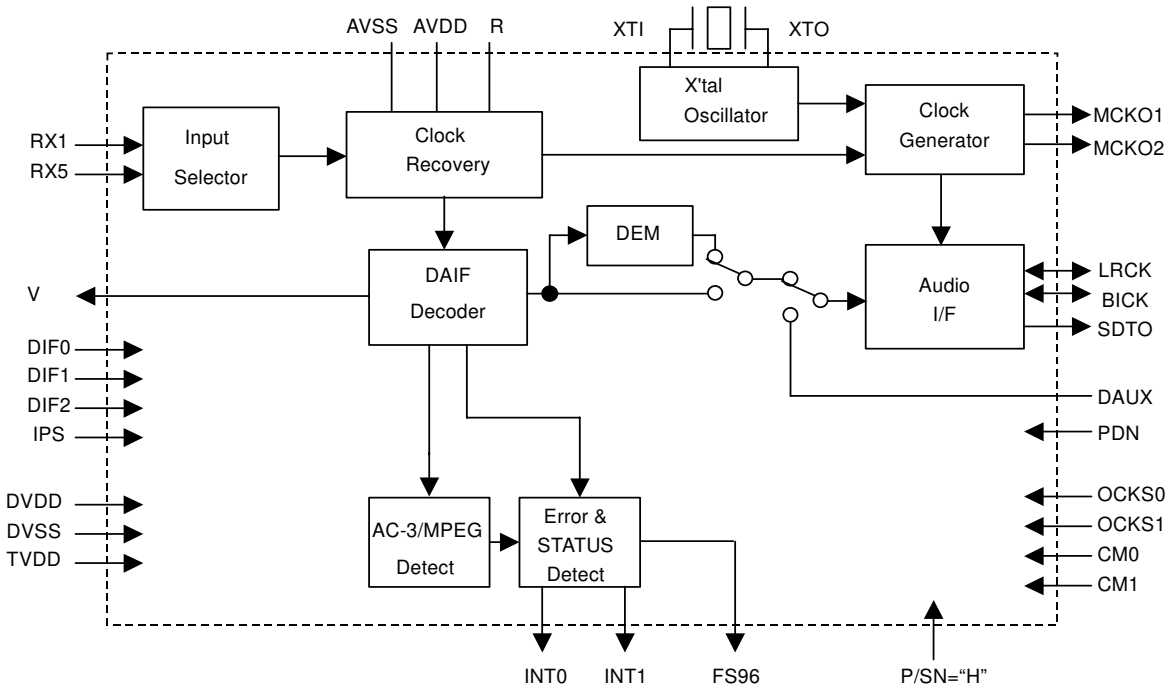 AVSS AVDD R
XTI XTO
X'tal
Oscillator
Clock
Generator
MCKO1
MCKO2
RX1
RX5
Input
Selector
Clock
Recovery
DEM
DAIF
Decoder
Audio
I/F
LRCK
BICK
SDTO
V
DIF0
DIF1
DIF2
IPS
DAUX
PDN
DVDD
DVSS
TVDD
AC-3/MPEG
Detect
Error &
STATUS
Detect
OCKS0
OCKS1
CM0
CM1
INT0 INT1 FS96 P/SN=“H”